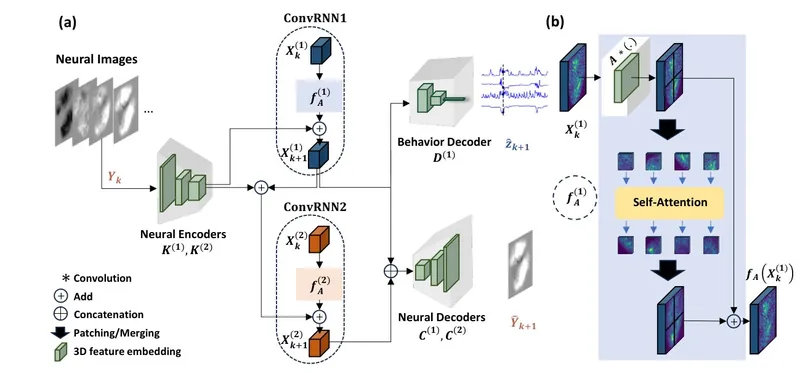 (a)
Neural Images
...
Y_k
Neural Encoders
K^(1), K^(2)
ConvRNN1
X_k^(1)
f_A^(1)
X_{k+1}^(1)
ConvRNN2
X_k^(2)
f_A^(2)
X_{k+1}^(2)
Behavior Decoder
D^(1)
ẑ_{k+1}
Neural Decoders
C^(1), C^(2)
Ŷ_{k+1}
* Convolution
Add
Concatenation
Patching/Merging
3D feature embedding
(b)
X_k^(1)
A * (.)
f_A^(1)
Self-Attention
f_A(X_k^(1))